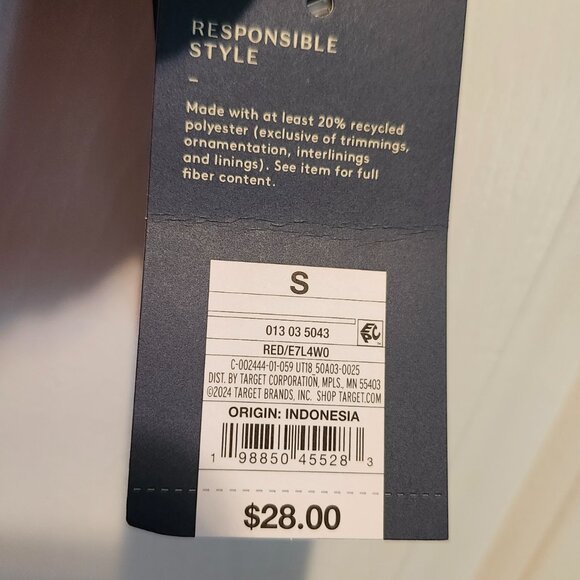 RESPONSIBLE
STYLE
–
Made with at least 20% recycled
polyester (exclusive of trimmings,
ornamentation, interlinings
and linings). See item for full
fiber content.
S
013 03 5043
RED/E7L4W0
C-002444-01-059 UT18_50A03-0025
DIST. BY TARGET CORPORATION, MPLS., MN 55403
©2024 TARGET BRANDS, INC. SHOP TARGET.COM
ORIGIN: INDONESIA
1 98850 45528 3
$28.00